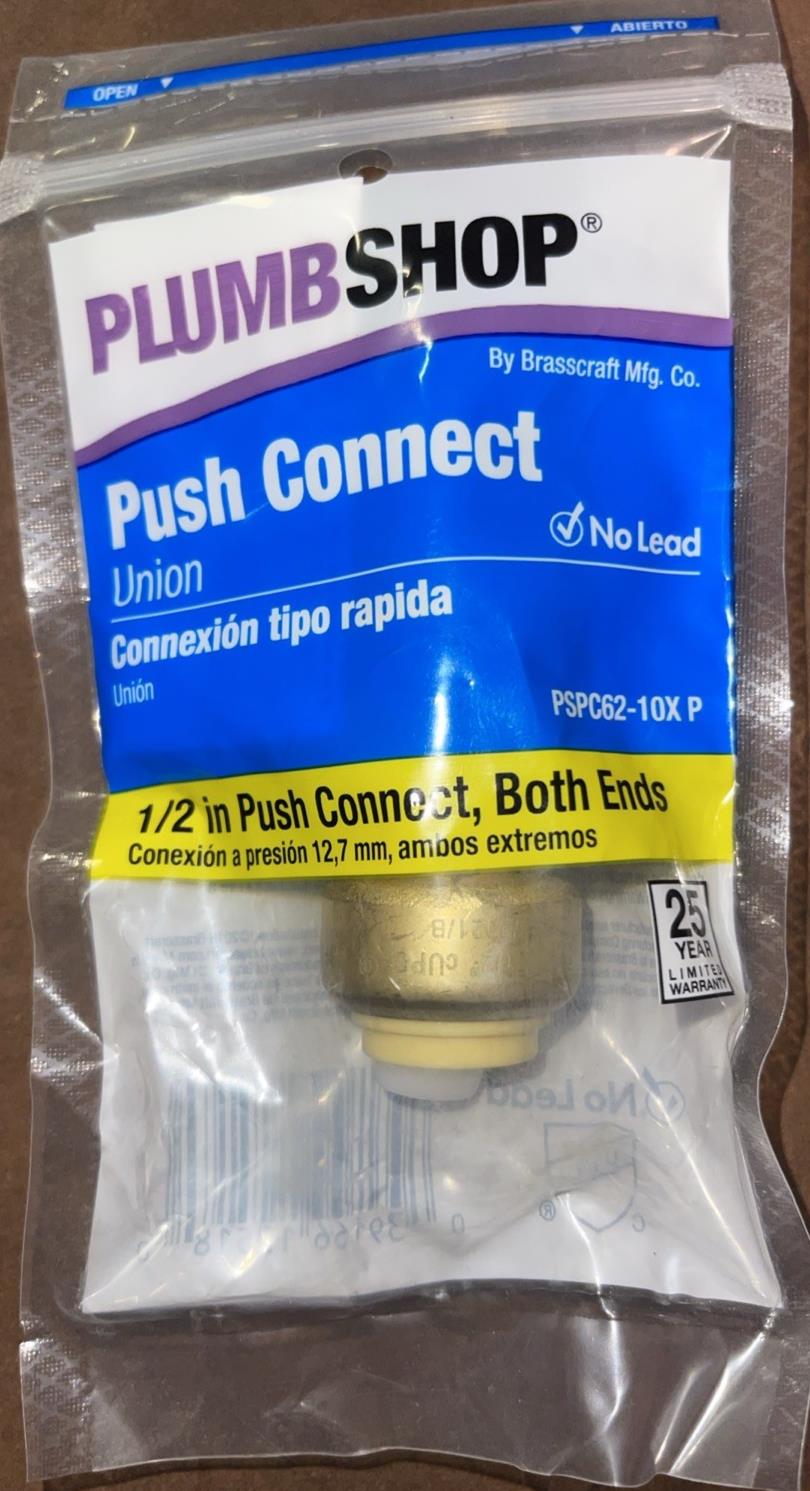 OPEN ABIERTO
PLUMBSHOP®
By Brasscraft Mfg. Co.
Push Connect
No Lead
Union
Connexión tipo rapida
Unión
PSPC62-10X P
1/2 in Push Connect, Both Ends
Conexión a presión 12,7 mm, ambos extremos
25
YEAR
LIMITED
WARRANTY
No Lead